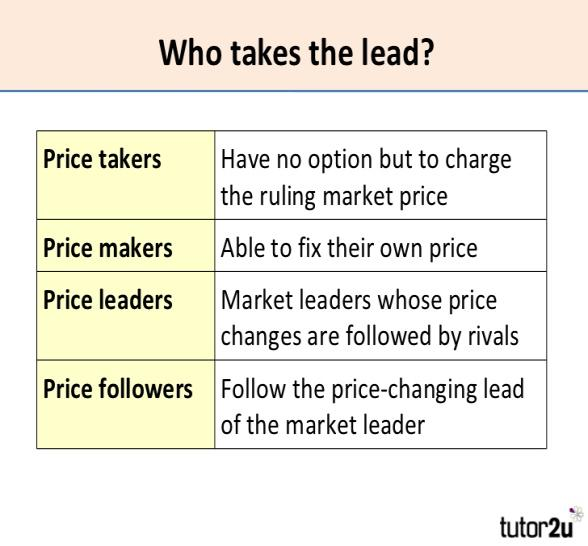 Who takes the lead?
Price takers
Have no option but to charge
the ruling market price
Price makers
Able to fix their own price
Price leaders
Market leaders whose price
changes are followed by rivals
Price followers
Follow the price-changing lead
of the market leader
tutor2u